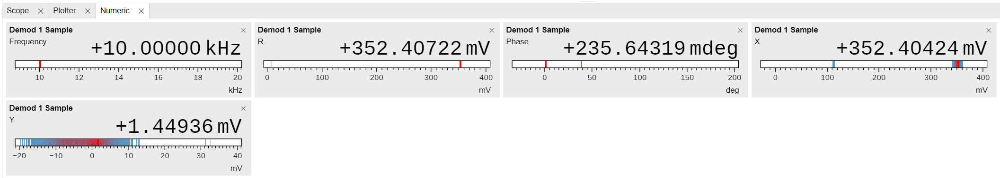 Scope × Plotter × Numeric ×
Demod 1 Sample ×
Frequency
+10.00000 kHz
10 12 14 16 18 20
kHz
Demod 1 Sample ×
R
+352.40722 mV
0 100 200 300 400
mV
Demod 1 Sample ×
Phase
+235.64319 mdeg
0 50 100 150 200
deg
Demod 1 Sample ×
X
+352.40424 mV
0 100 200 300 400
mV
Demod 1 Sample ×
Y
+1.44936 mV
−20 −10 0 10 20 30 40
mV